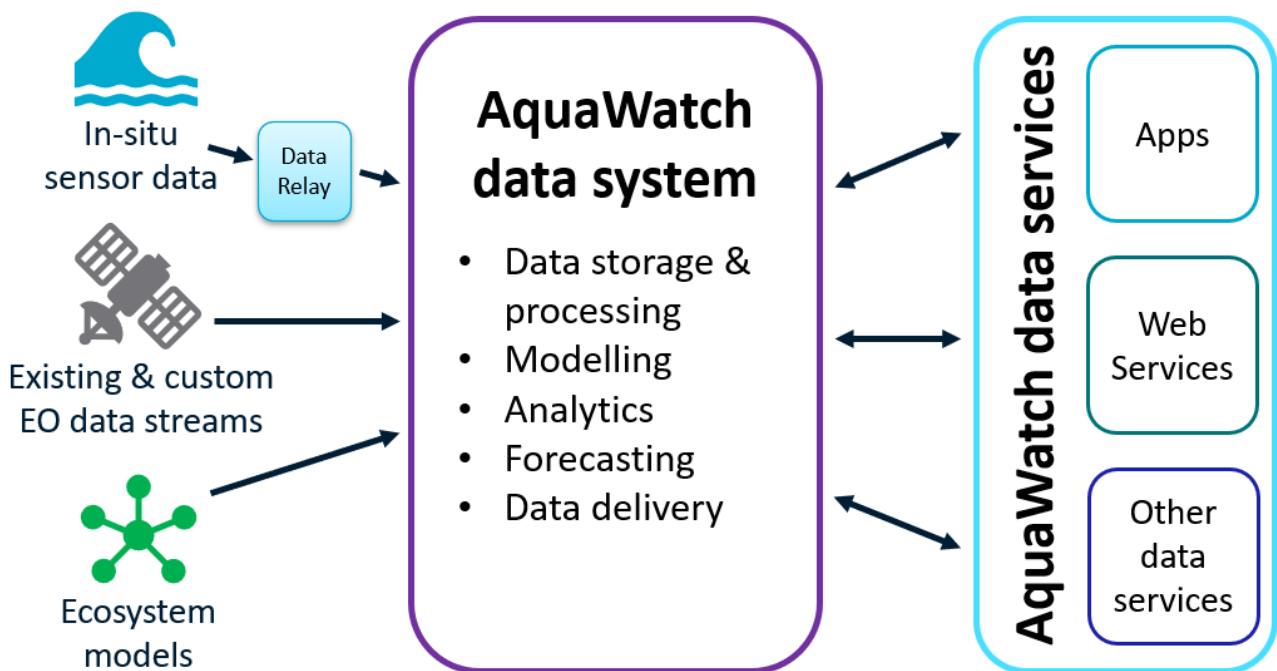 In-situ
sensor data
Data
Relay
Existing & custom
EO data streams
Ecosystem
models
AquaWatch
data system
• Data storage &
processing
• Modelling
• Analytics
• Forecasting
• Data delivery
AquaWatch data services
Apps
Web
Services
Other
data
services